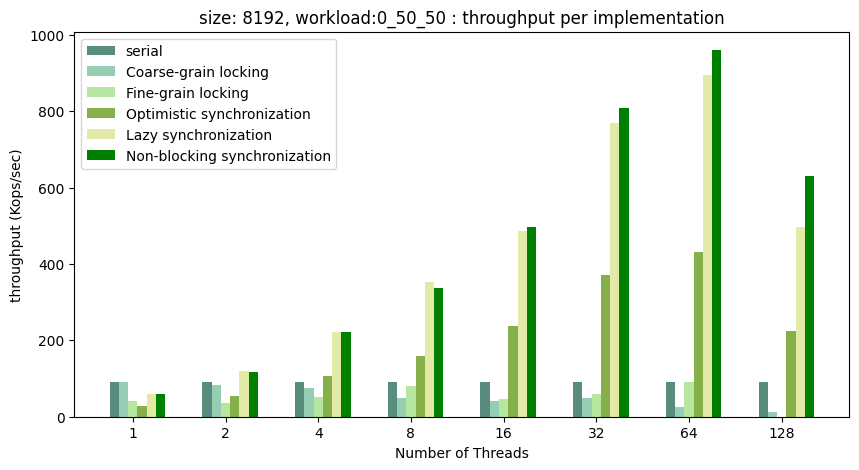 size: 8192, workload:0_50_50 : throughput per implementation
serial
Coarse-grain locking
Fine-grain locking
Optimistic synchronization
Lazy synchronization
Non-blocking synchronization
throughput (Kops/sec)
1000
800
600
400
200
0
1 2 4 8 16 32 64 128
Number of Threads